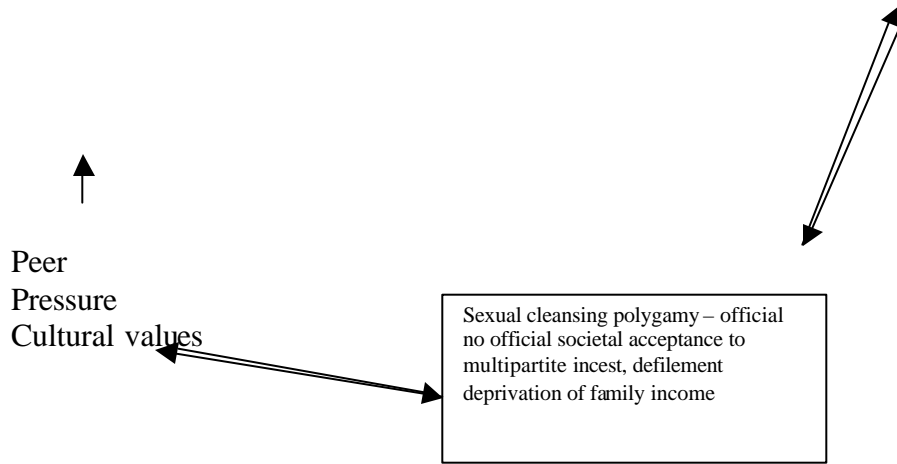 Peer
Pressure
Cultural values
Sexual cleansing polygamy – official
no official societal acceptance to
multipartite incest, defilement
deprivation of family income